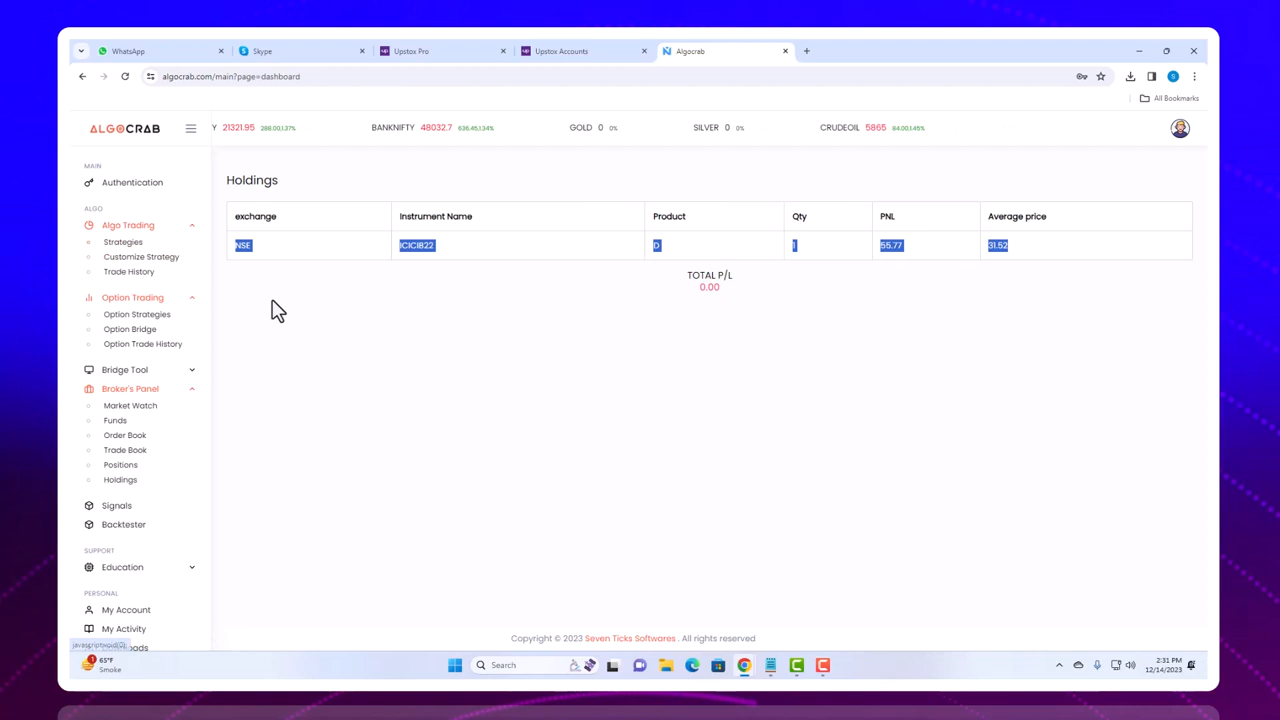 WhatsApp
Skype
Upstox Pro
Upstox Accounts
Algocrab
algocrab.com/main?page=dashboard
All Bookmarks
ALGOCRAB
Y 21321.95 288.00,1.37%
BANKNIFTY 48032.7 636.45,1.34%
GOLD 0 0%
SILVER 0 0%
CRUDEOIL 5865 84.00,1.45%
MAIN
Authentication
ALGO
Algo Trading
Strategies
Customize Strategy
Trade History
Option Trading
Option Strategies
Option Bridge
Option Trade History
Bridge Tool
Broker's Panel
Market Watch
Funds
Order Book
Trade Book
Positions
Holdings
Signals
Backtester
SUPPORT
Education
PERSONAL
My Account
My Activity
javascript:void(0);
Holdings
exchange Instrument Name Product Qty PNL Average price
NSE ICICIB22 D 1 55.77 31.52
TOTAL P/L
0.00
Copyright © 2023 Seven Ticks Softwares . All rights reserved
1
65°F
Smoke
Search
2:31 PM
12/14/2023